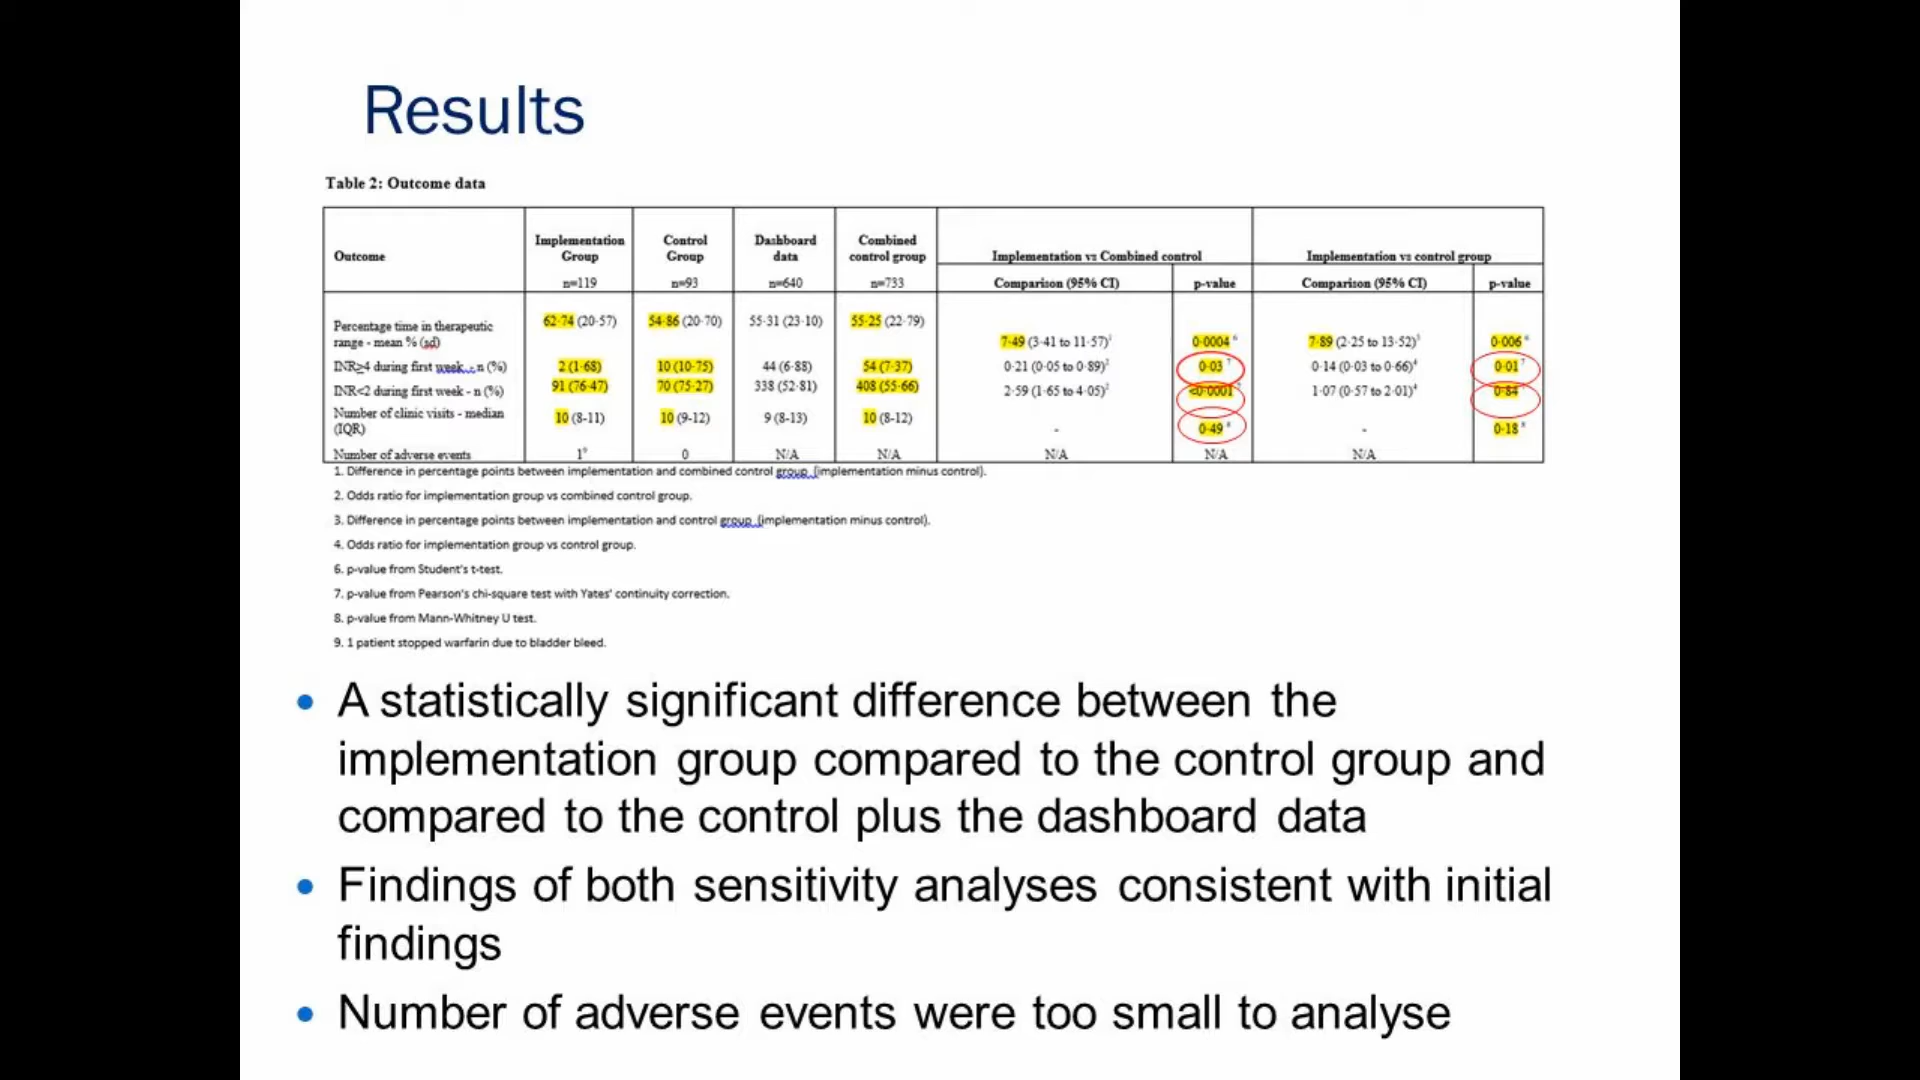 Results
Table 2: Outcome data
Outcome
Implementation Group
n=119
Control Group
n=93
Dashboard data
n=640
Combined control group
n=733
Implementation vs Combined control
Implementation vs control group
Comparison (95% CI)
p-value
Comparison (95% CI)
p-value
Percentage time in therapeutic
range - mean % (sd)
62·74 (20·57)
54·86 (20·70)
55·31 (23·10)
55·25 (22·79)
7·49 (3·41 to 11·57)¹
0·0004 ⁶
7·89 (2·25 to 13·52)³
0·006 ⁶
INR≥4 during first week - n (%)
2 (1·68)
10 (10·75)
44 (6·88)
54 (7·37)
0·21 (0·05 to 0·89)²
0·03 ⁷
0·14 (0·03 to 0·66)⁴
0·01 ⁷
INR<2 during first week - n (%)
91 (76·47)
70 (75·27)
338 (52·81)
408 (55·66)
2·59 (1·65 to 4·05)²
<0·0001 ⁷
1·07 (0·57 to 2·01)⁴
0·84
Number of clinic visits - median
(IQR)
10 (8-11)
10 (9-12)
9 (8-13)
10 (8-12)
-
0·49 ⁸
-
0·18 ⁸
Number of adverse events
1⁹
0
N/A
N/A
N/A
N/A
N/A
1. Difference in percentage points between implementation and combined control group (implementation minus control).
2. Odds ratio for implementation group vs combined control group.
3. Difference in percentage points between implementation and control group (implementation minus control).
4. Odds ratio for implementation group vs control group.
6. p-value from Student's t-test.
7. p-value from Pearson's chi-square test with Yates' continuity correction.
8. p-value from Mann-Whitney U test.
9. 1 patient stopped warfarin due to bladder bleed.
• A statistically significant difference between the
implementation group compared to the control group and
compared to the control plus the dashboard data
• Findings of both sensitivity analyses consistent with initial
findings
• Number of adverse events were too small to analyse